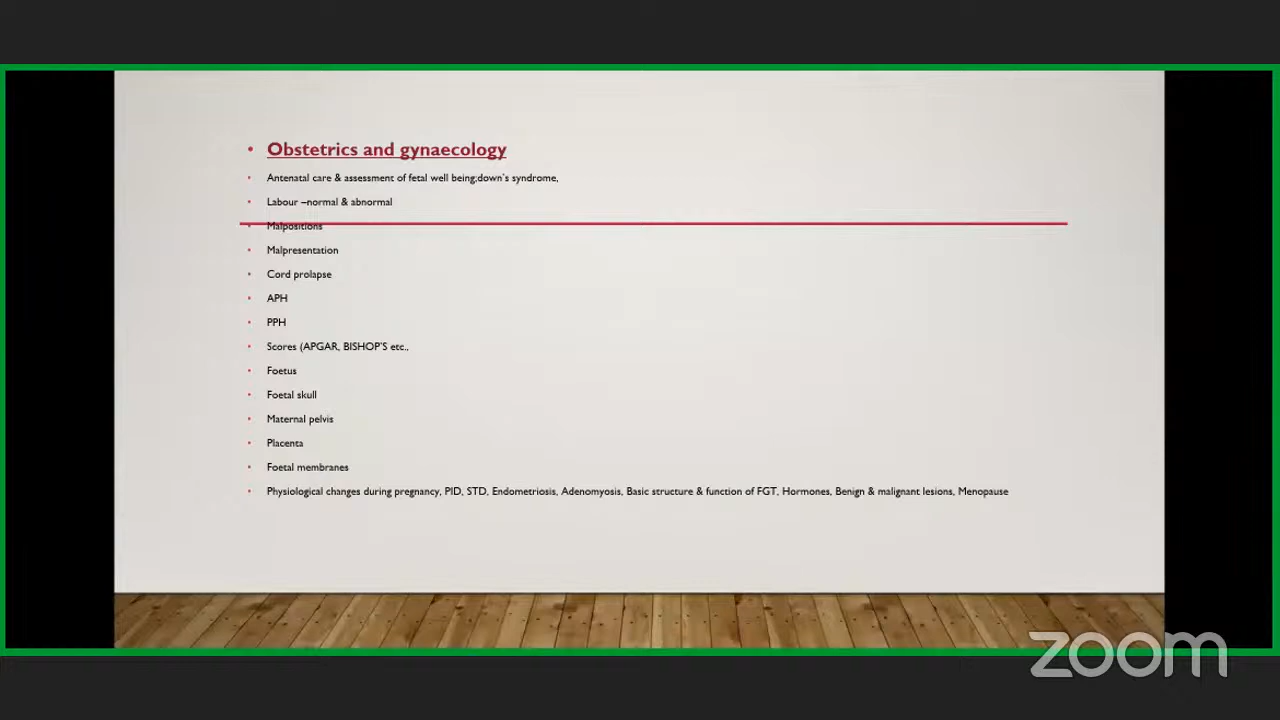 • Obstetrics and gynaecology
• Antenatal care & assessment of fetal well being;down's syndrome,
• Labour –normal & abnormal
• Malpositions
• Malpresentation
• Cord prolapse
• APH
• PPH
• Scores (APGAR, BISHOP'S etc.,
• Foetus
• Foetal skull
• Maternal pelvis
• Placenta
• Foetal membranes
• Physiological changes during pregnancy, PID, STD, Endometriosis, Adenomyosis, Basic structure & function of FGT, Hormones, Benign & malignant lesions, Menopause
zoom